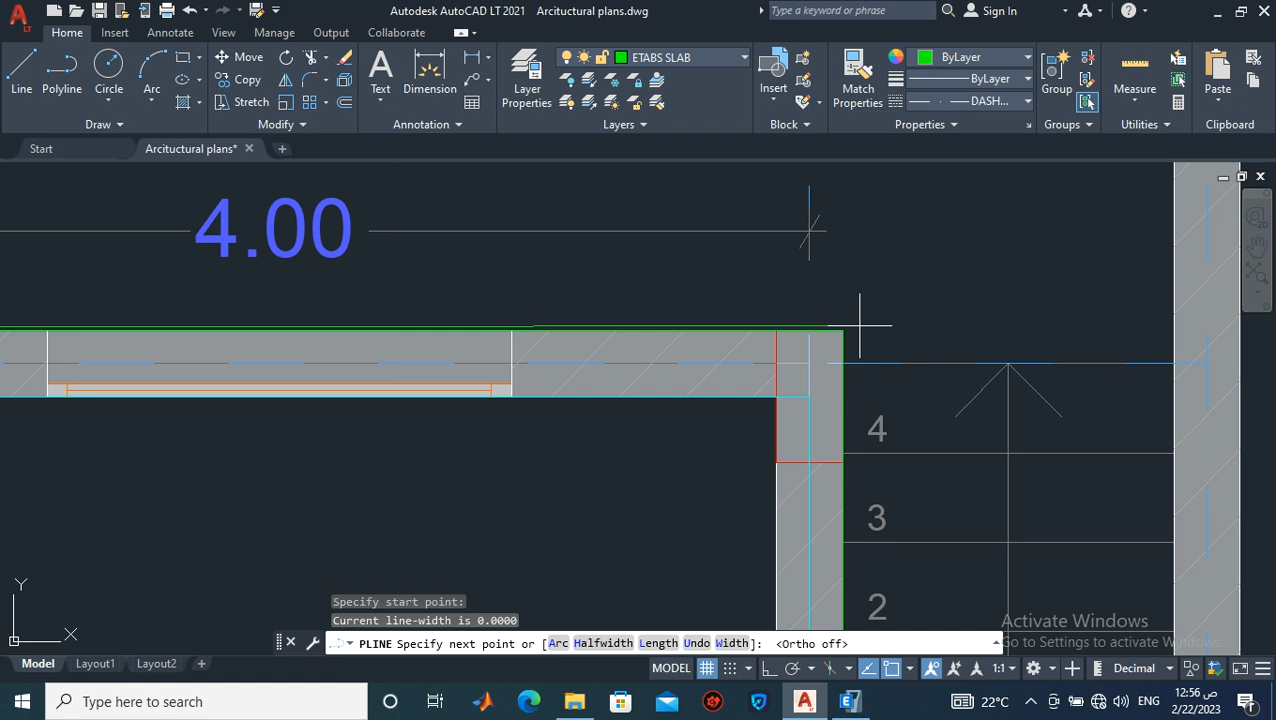 Autodesk AutoCAD LT 2021
Arcituctural plans.dwg
Type a keyword or phrase
Sign In
LT
Home
Insert
Annotate
View
Manage
Output
Collaborate
Line
Polyline
Circle
Arc
Move
Copy
Stretch
Text
Dimension
Layer
Properties
ETABS SLAB
Insert
Match
Properties
ByLayer
ByLayer
DASH...
Group
Measure
Paste
Draw
Modify
Annotation
Layers
Block
Properties
Groups
Utilities
Clipboard
Start
Arcituctural plans*
4.00
4
3
2
Y
X
Specify start point:
Current line-width is 0.0000
PLINE Specify next point or [Arc Halfwidth Length Undo Width]: <Ortho off>
Activate Windows
Go to Settings to activate Windows.
Model
Layout1
Layout2
MODEL
1:1
Decimal
Type here to search
22°C
12:56 ص
2/22/2023